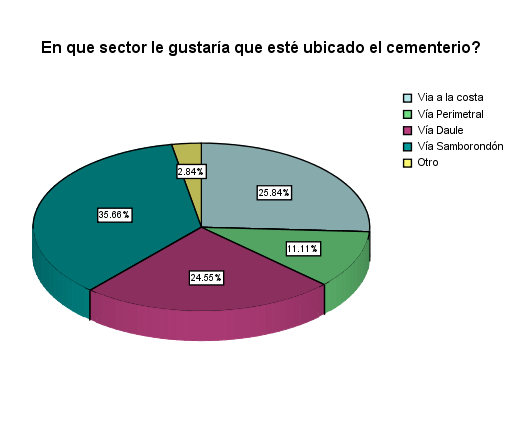 En que sector le gustaría que esté ubicado el cementerio?
Via a la costa
Vía Perimetral
Vía Daule
Vía Samborondón
Otro
2.84%
25.84%
35.66%
11.11%
24.55%